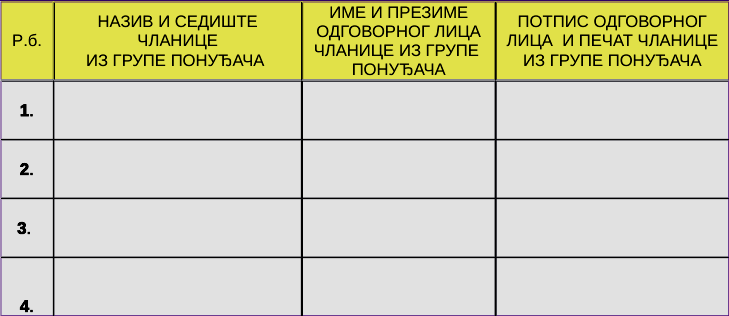 Р.б.
НАЗИВ И СЕДИШТЕ
ЧЛАНИЦЕ
ИЗ ГРУПЕ ПОНУЂАЧА
ИМЕ И ПРЕЗИМЕ
ОДГОВОРНОГ ЛИЦА
ЧЛАНИЦЕ ИЗ ГРУПЕ
ПОНУЂАЧА
ПОТПИС ОДГОВОРНОГ
ЛИЦА И ПЕЧАТ ЧЛАНИЦЕ
ИЗ ГРУПЕ ПОНУЂАЧА
1.
2.
3.
4.